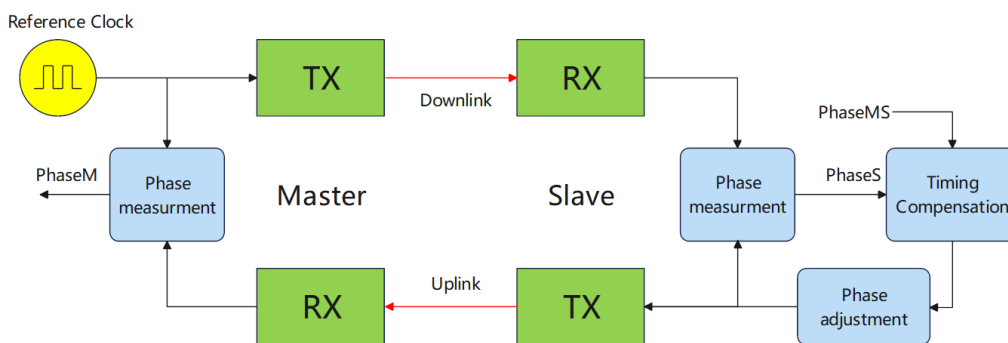 Reference Clock
TX
RX
Downlink
PhaseMS
PhaseM
Phase
measurment
Master
Slave
Phase
measurment
PhaseS
Timing
Compensation
Uplink
RX
TX
Phase
adjustment